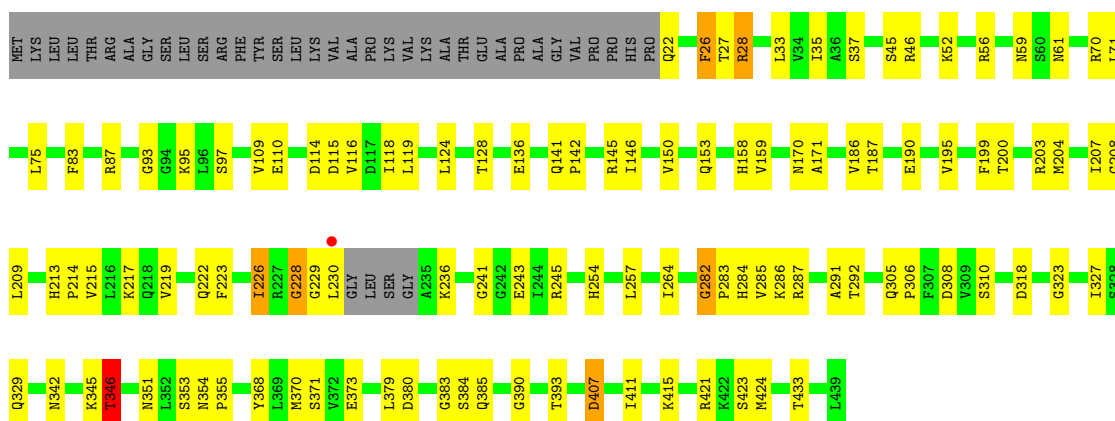 MET LYS LEU LEU THR ARG ALA GLY SER LEU SER ARG PHE TYR SER LEU LYS VAL ALA PRO LYS VAL LYS ALA THR GLU ALA PRO ALA GLY VAL PRO PRO HIS PRO Q22 F26 T27 R28 L33 V34 I35 A36 S37 S45 R46 K52 R56 N59 S60 N61 R70 L71
L75 F83 R87 G93 G94 K95 L96 S97 V109 E110 D114 D115 V116 D117 I118 L119 L124 T128 E136 Q141 P142 R145 I146 V150 Q153 H158 V159 N170 A171 V186 T187 E190 V195 F199 T200 R203 M204 I207 G208
L209 H213 P214 V215 L216 K217 Q218 V219 Q222 F223 I226 R227 G228 G229 L230 GLY LEU SER GLY A235 K236 G241 G242 E243 I244 R245 H254 L257 I264 G282 P283 H284 V285 K286 R287 A291 T292 Q305 P306 F307 D308 V309 S310 D318 G323 I327 S328
Q329 N342 K345 T346 N351 L352 S353 N354 P355 Y368 L369 M370 S371 V372 E373 L379 D380 G383 S384 Q385 G390 T393 D407 I411 K415 R421 K422 S423 M424 T433 L439